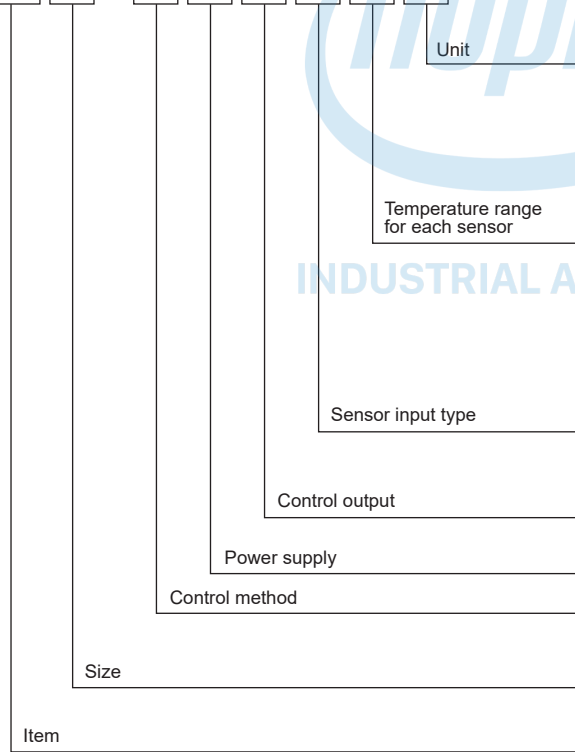 Unit
Temperature range
for each sensor
INDUSTRIAL A
Sensor input type
Control output
Power supply
Control method
Size
Item